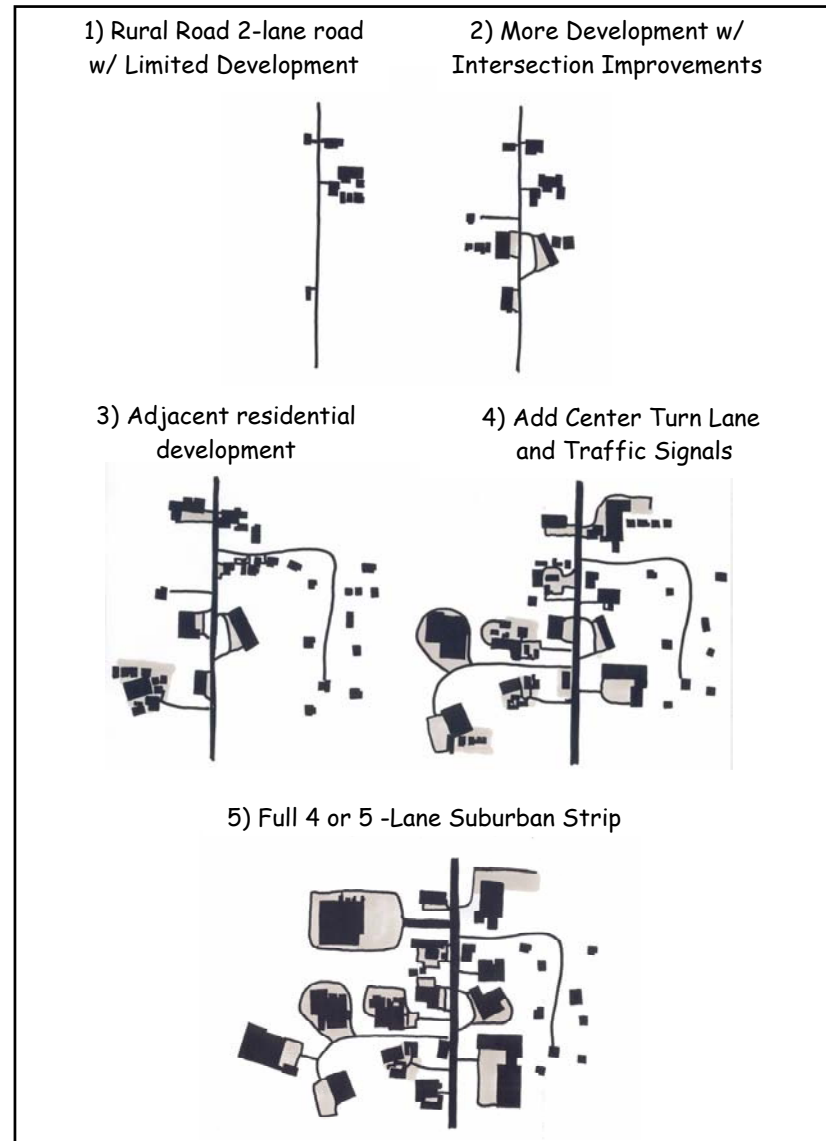 1) Rural Road 2-lane road
w/ Limited Development
2) More Development w/
Intersection Improvements
3) Adjacent residential
development
4) Add Center Turn Lane
and Traffic Signals
5) Full 4 or 5 -Lane Suburban Strip